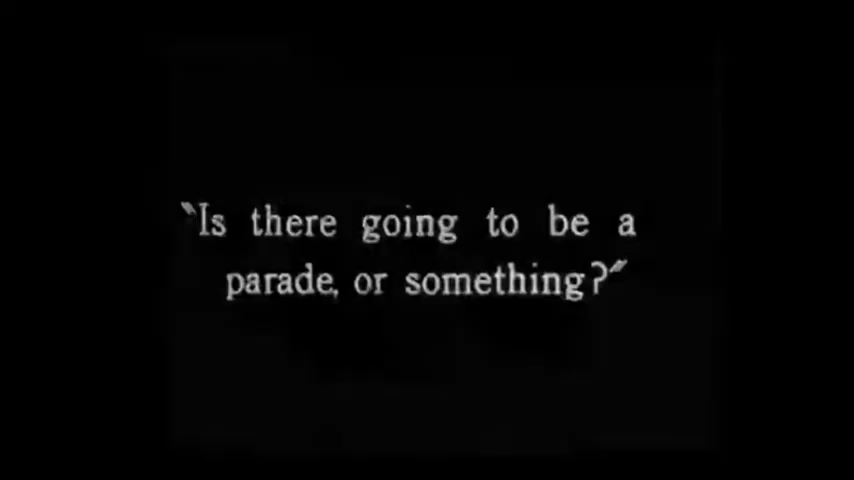 "Is there going to be a
parade, or something?"